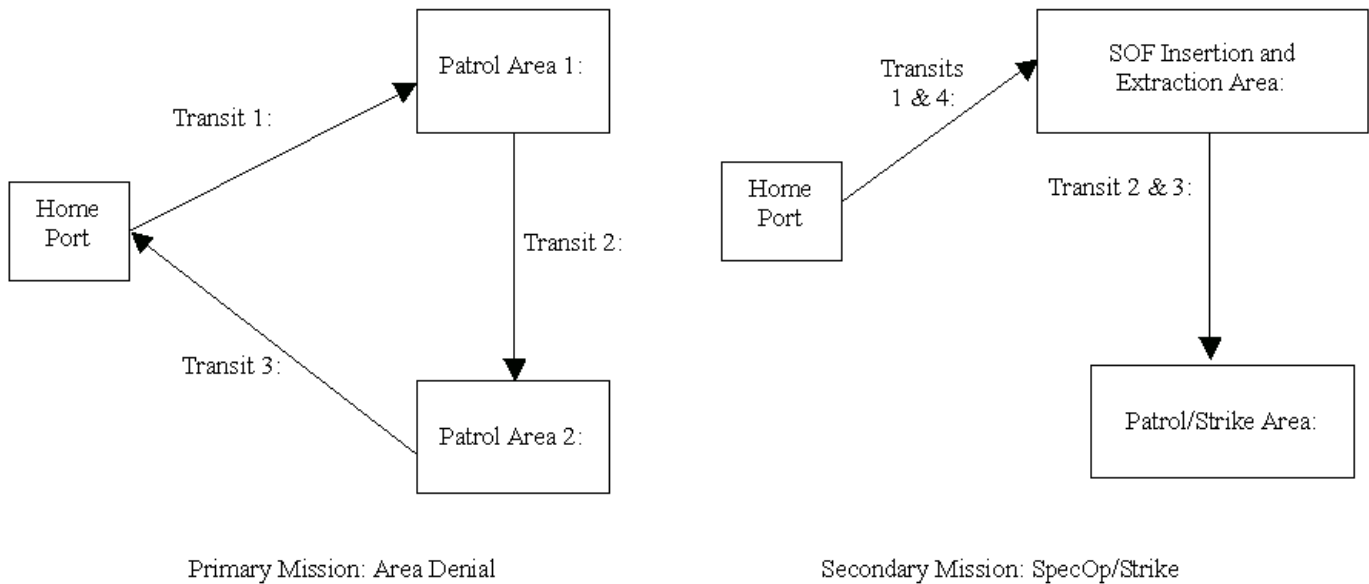 Patrol Area 1:
Transit 1:
Home
Port
Transit 2:
Transit 3:
Patrol Area 2:
Primary Mission: Area Denial
SOF Insertion and
Extraction Area:
Transits
1 & 4:
Home
Port
Transit 2 & 3:
Patrol/Strike Area:
Secondary Mission: SpecOp/Strike